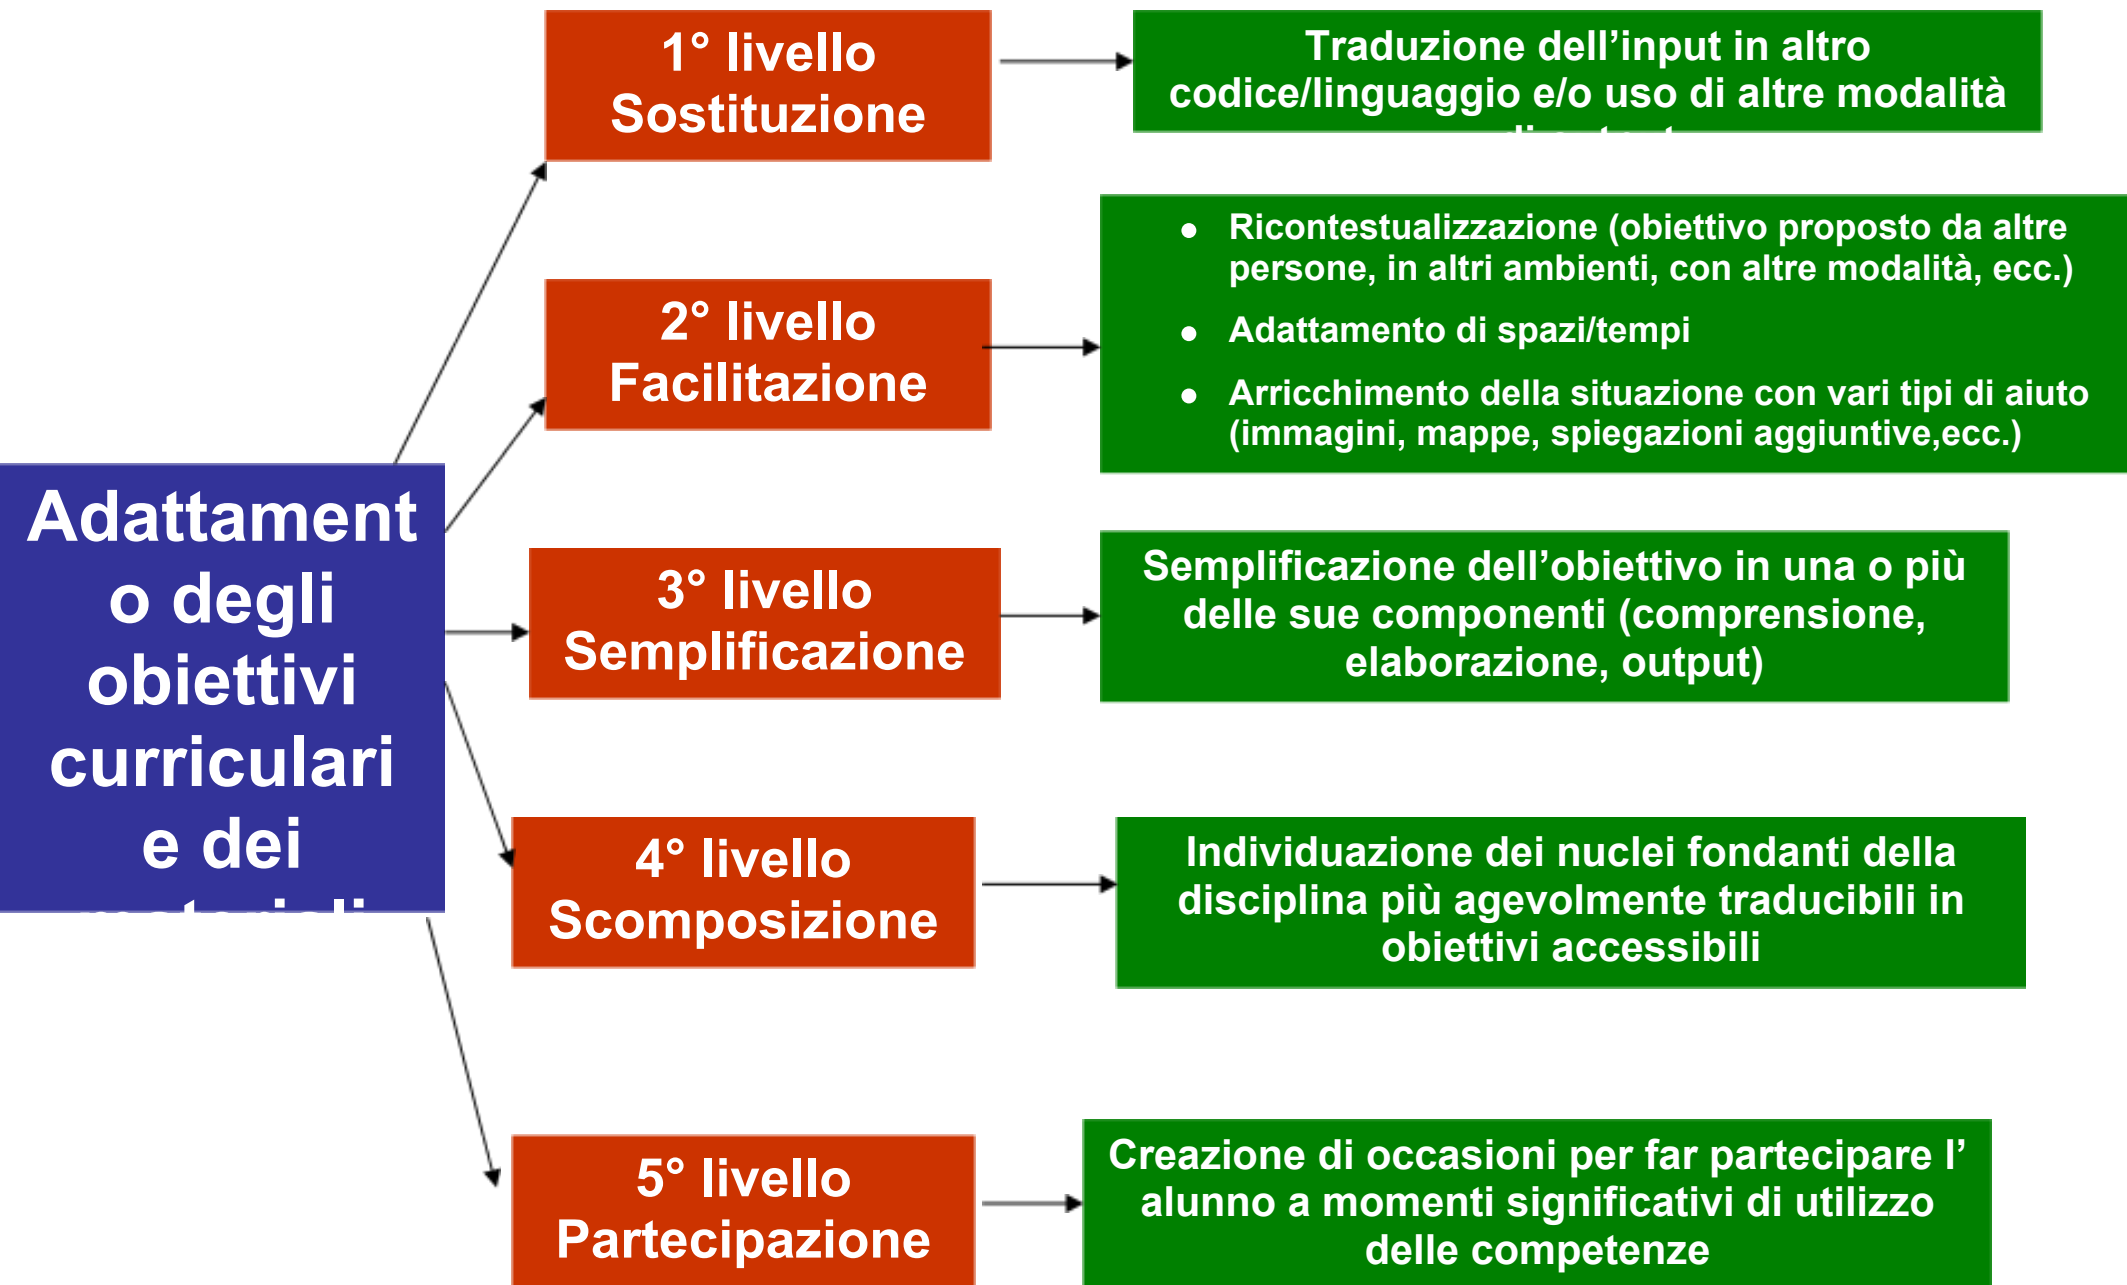 1° livello
Sostituzione
Traduzione dell’input in altro
codice/linguaggio e/o uso di altre modalità
2° livello
Facilitazione
● Ricontestualizzazione (obiettivo proposto da altre
persone, in altri ambienti, con altre modalità, ecc.)
● Adattamento di spazi/tempi
● Arricchimento della situazione con vari tipi di aiuto
(immagini, mappe, spiegazioni aggiuntive,ecc.)
Adattament
o degli
obiettivi
curriculari
e dei
materiali
3° livello
Semplificazione
Semplificazione dell’obiettivo in una o più
delle sue componenti (comprensione,
elaborazione, output)
4° livello
Scomposizione
Individuazione dei nuclei fondanti della
disciplina più agevolmente traducibili in
obiettivi accessibili
5° livello
Partecipazione
Creazione di occasioni per far partecipare l’
alunno a momenti significativi di utilizzo
delle competenze